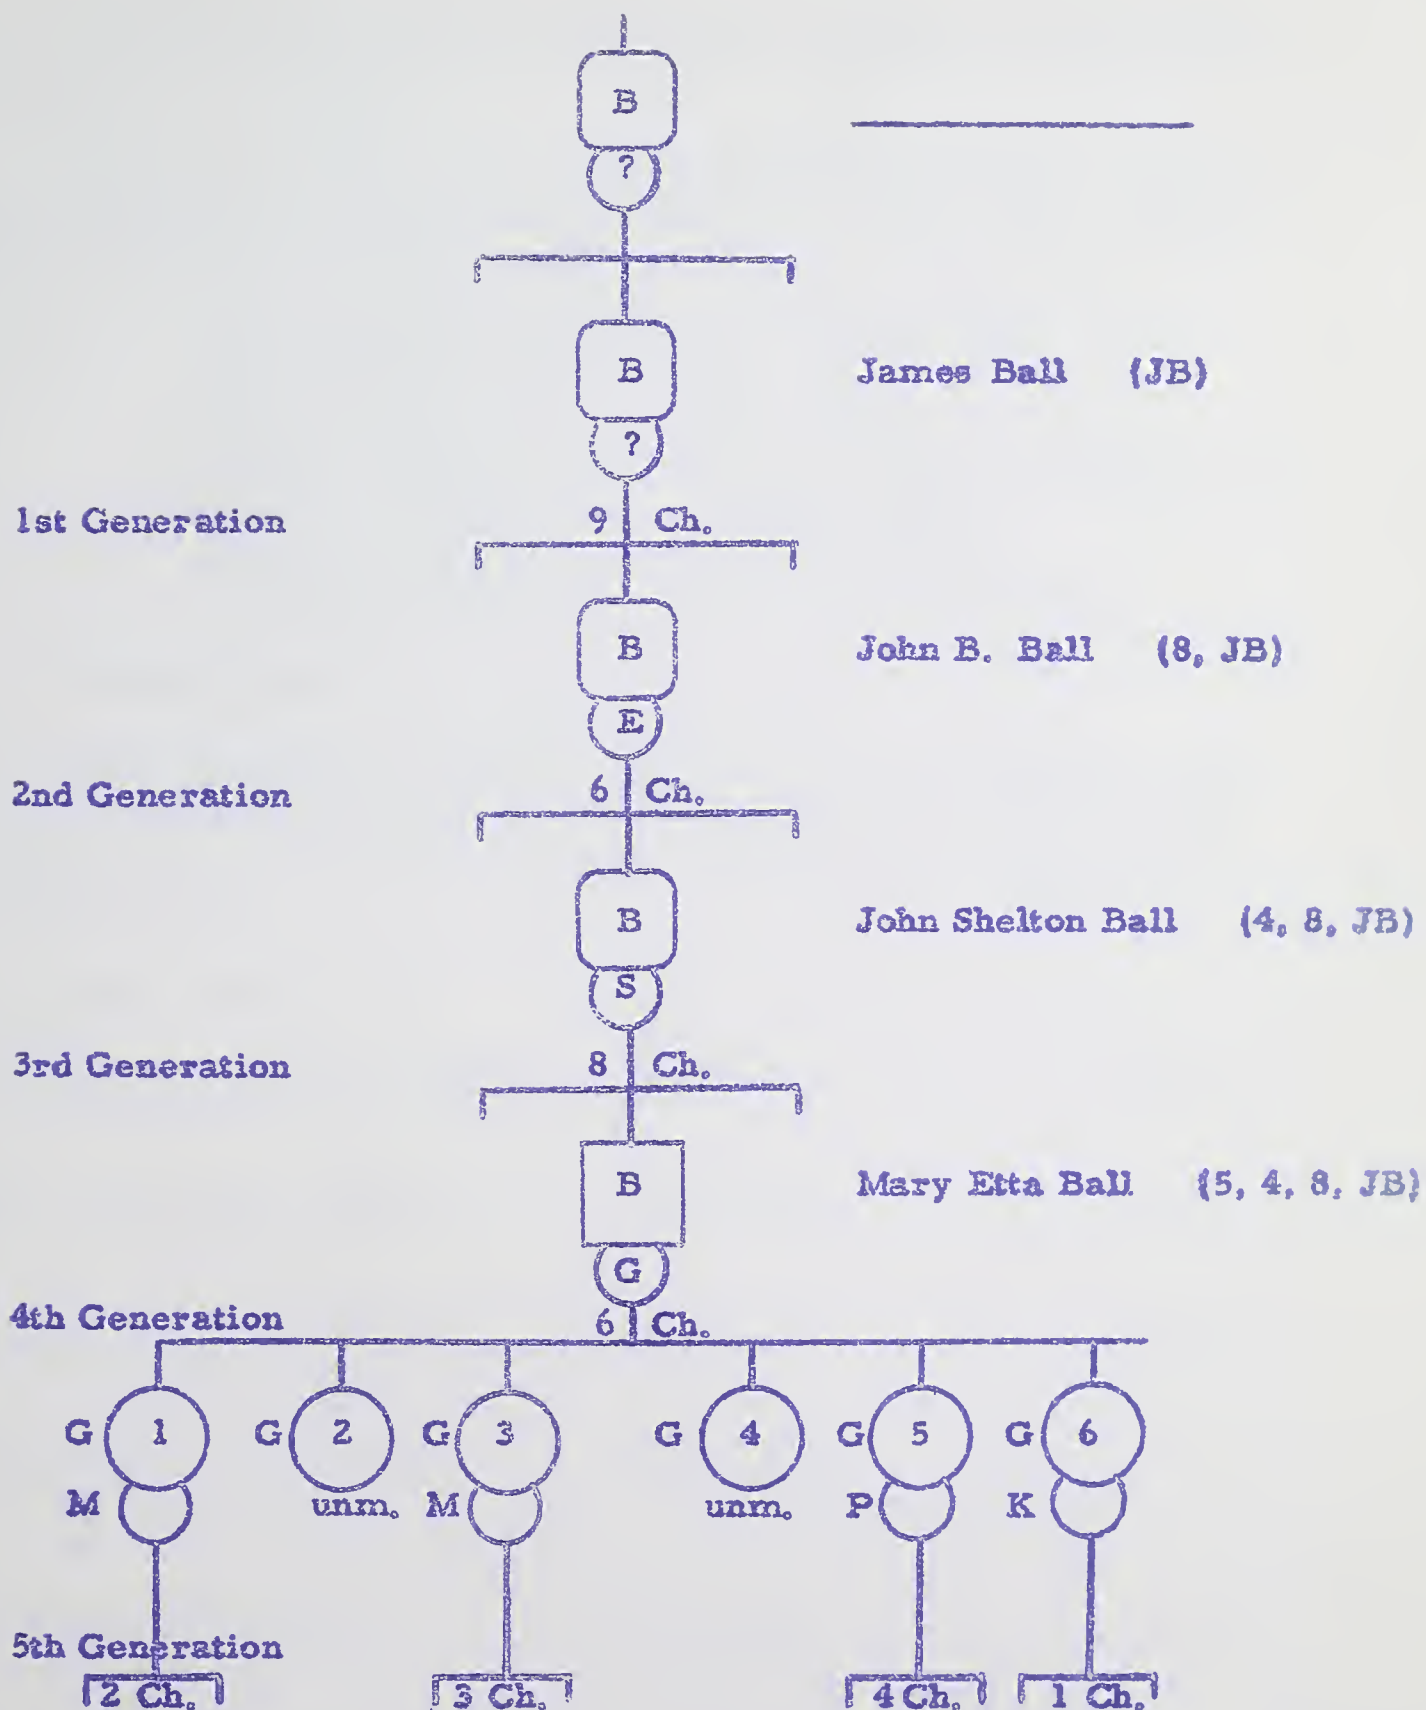 B
?
B
James Ball (JB)
?
1st Generation
9 Ch.
B
John B. Ball (8, JB)
E
2nd Generation
6 Ch.
B
John Shelton Ball (4, 8, JB)
S
3rd Generation
8 Ch.
B
Mary Etta Ball (5, 4, 8, JB)
G
4th Generation
6 Ch.
G 1 G 2 G 3 G 4 G 5 G 6
M unm. M unm. P K
5th Generation
2 Ch. 3 Ch. 4 Ch. 1 Ch.